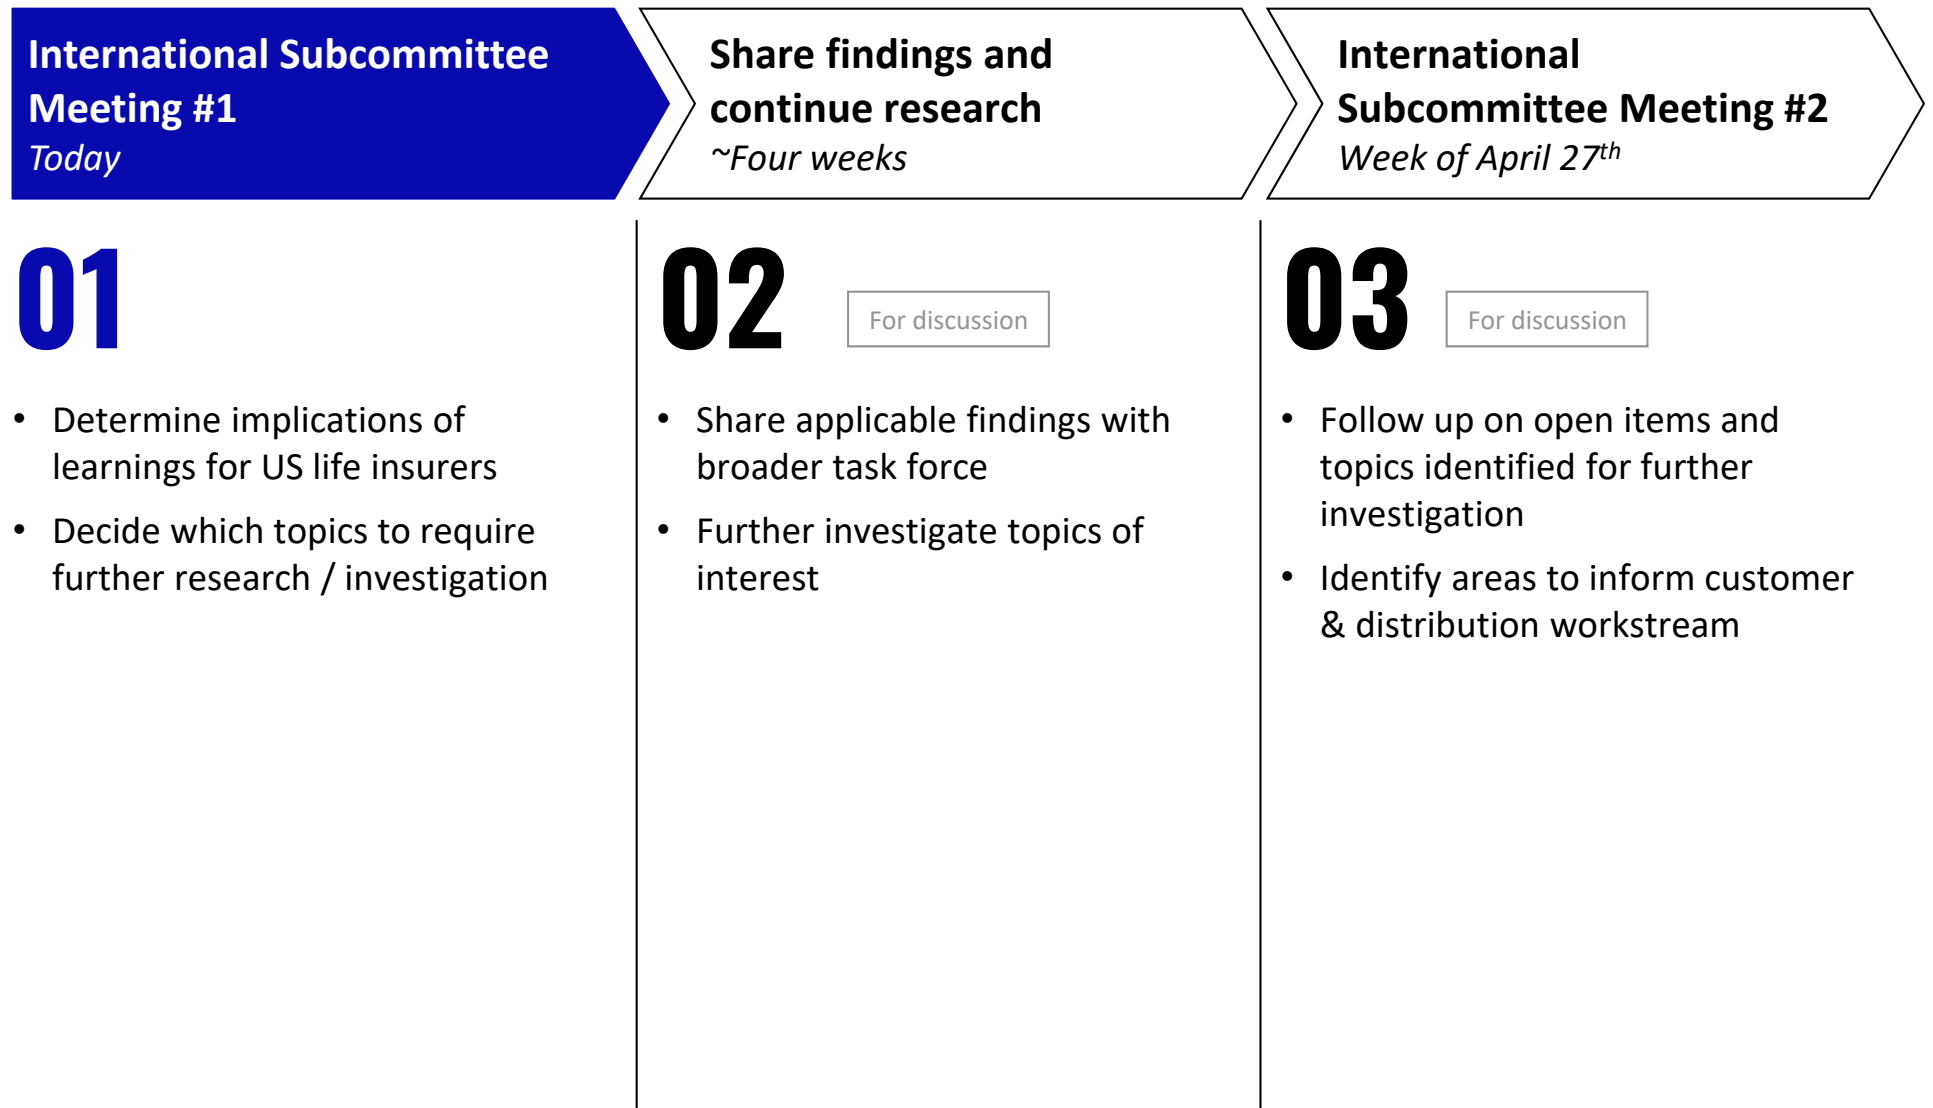 International Subcommittee
Meeting #1
Today
Share findings and
continue research
~Four weeks
International
Subcommittee Meeting #2
Week of April 27th
01
• Determine implications of
learnings for US life insurers
• Decide which topics to require
further research / investigation
02
For discussion
• Share applicable findings with
broader task force
• Further investigate topics of
interest
03
For discussion
• Follow up on open items and
topics identified for further
investigation
• Identify areas to inform customer
& distribution workstream